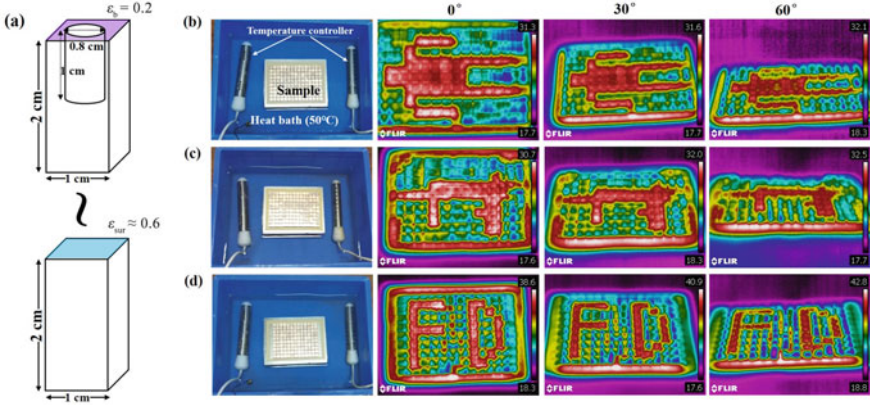 (a)
ε_b = 0.2
0.8 cm
1 cm
2 cm
1 cm
ε_sur ≈ 0.6
2 cm
1 cm
0° 30° 60°
(b)
Temperature controller
Sample
Heat bath (50°C)
31.3
17.7
FLIR
31.6
17.7
FLIR
32.1
18.3
FLIR
(c)
30.7
17.6
FLIR
32.0
18.3
FLIR
32.5
17.7
FLIR
(d)
38.6
18.3
FLIR
40.9
17.6
FLIR
42.8
18.8
FLIR